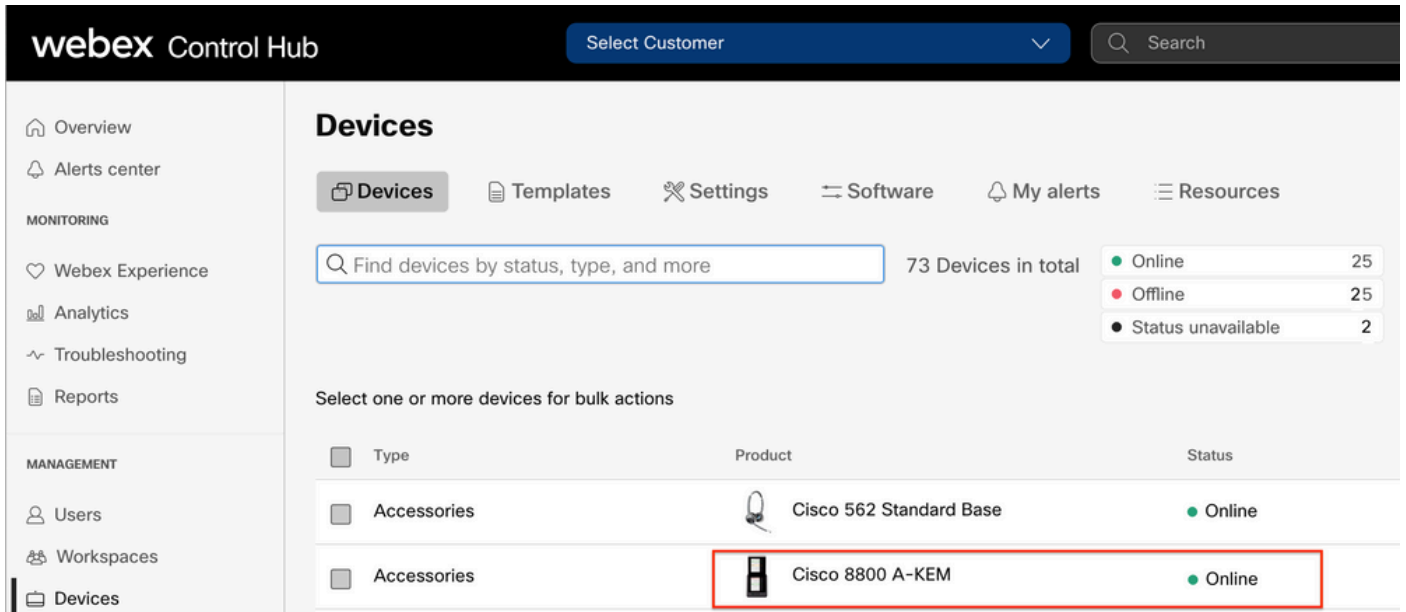 webex Control Hub
Select Customer
Search
Overview
Alerts center
MONITORING
Webex Experience
Analytics
Troubleshooting
Reports
MANAGEMENT
Users
Workspaces
Devices
Devices
Devices Templates Settings Software My alerts Resources
Find devices by status, type, and more
73 Devices in total
Online 25
Offline 25
Status unavailable 2
Select one or more devices for bulk actions
Type Product Status
Accessories Cisco 562 Standard Base Online
Accessories Cisco 8800 A-KEM Online